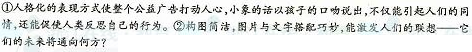 ①人格化的表现方式使整个公益广告打动人心,小象的话以孩子的口吻说出,不仅能引起人们的同
情,还能促使人类反思自己的行为。②构图简洁,图片与文字搭配巧妙,能激发人们的联想——它
们的未来将通向何方?